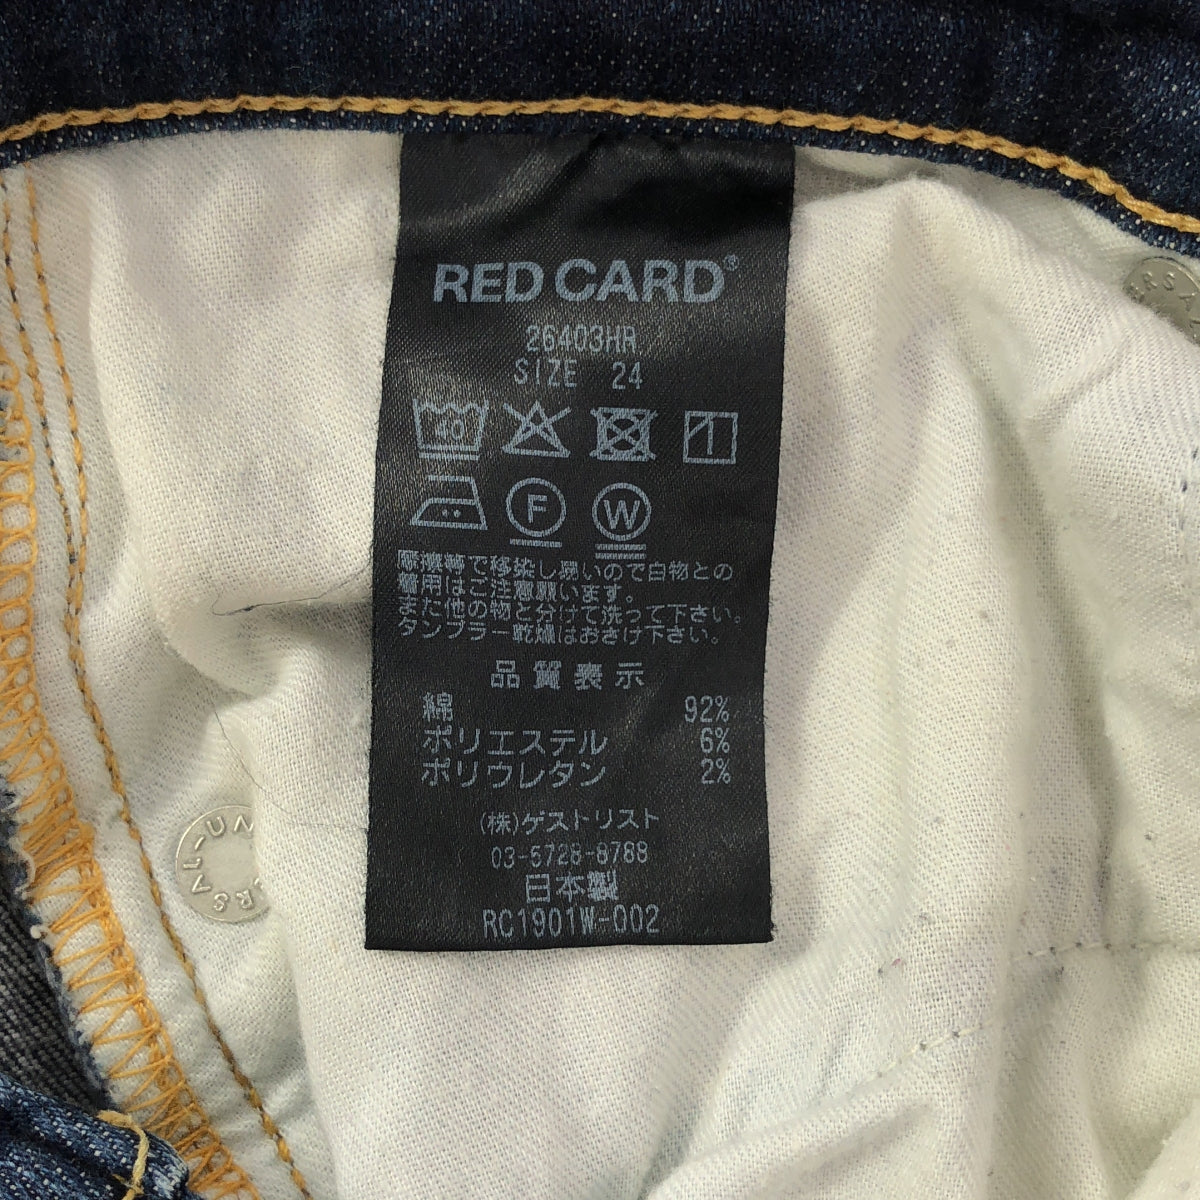 RED CARD®
26403HR
SIZE 24
40
F
W
摩擦等で移染し易いので白物との
着用はご注意願います。
また他の物と分けて洗って下さい。
タンブラー乾燥はおさけ下さい。
品質表示
綿 92%
ポリエステル 6%
ポリウレタン 2%
(株)ゲストリスト
03-5728-8788
日本製
RC1901W-002